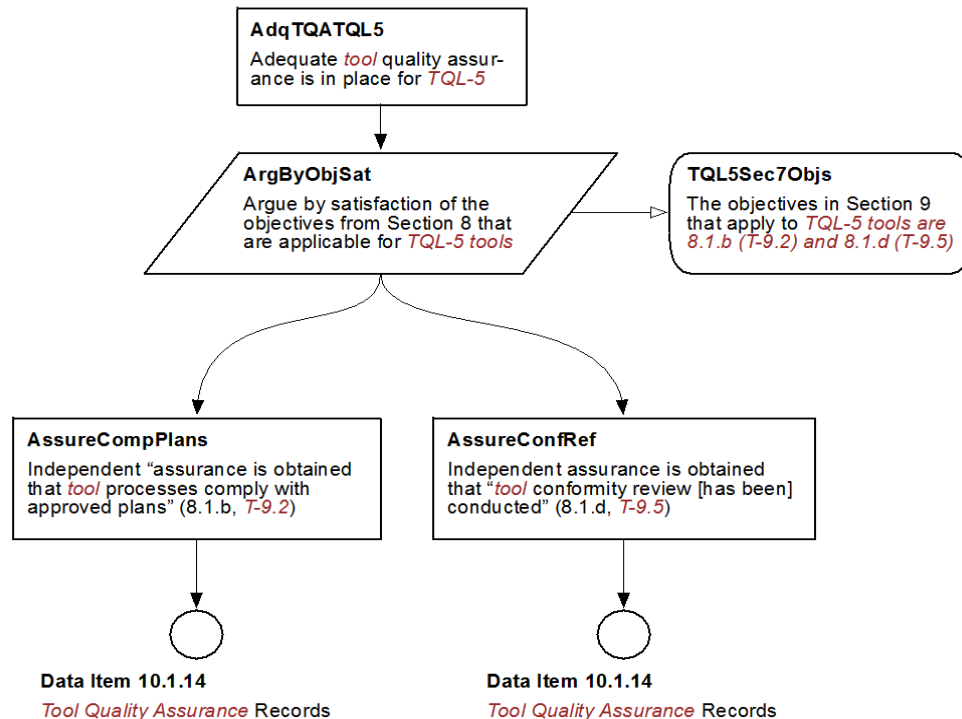 AdqTQATQL5
Adequate tool quality assur-
ance is in place for TQL-5
ArgByObjSat
Argue by satisfaction of the
objectives from Section 8 that
are applicable for TQL-5 tools
TQL5Sec7Objs
The objectives in Section 9
that apply to TQL-5 tools are
8.1.b (T-9.2) and 8.1.d (T-9.5)
AssureCompPlans
Independent “assurance is obtained
that tool processes comply with
approved plans” (8.1.b, T-9.2)
AssureConfRef
Independent assurance is obtained
that “tool conformity review [has been]
conducted” (8.1.d, T-9.5)
Data Item 10.1.14
Tool Quality Assurance Records
Data Item 10.1.14
Tool Quality Assurance Records